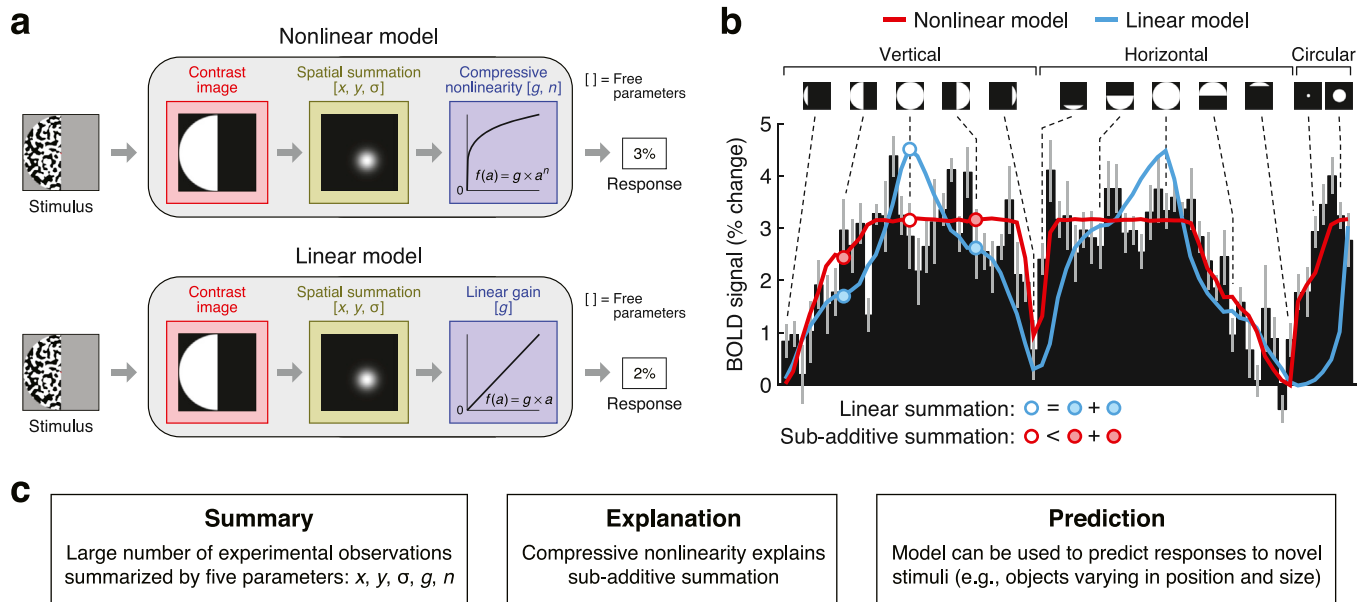 a
Nonlinear model
Contrast
image
Spatial summation
[x, y, σ]
Compressive
nonlinearity [g, n]
[ ] = Free
parameters
0
f(a) = g × aⁿ
3%
Response
Stimulus
Linear model
Contrast
image
Spatial summation
[x, y, σ]
Linear gain
[g]
[ ] = Free
parameters
0
f(a) = g × a
2%
Response
Stimulus
b
Nonlinear model
Linear model
Vertical
Horizontal
Circular
BOLD signal (% change)
5
4
3
2
1
0
Linear summation: = +
Sub-additive summation: < +
c
Summary
Large number of experimental observations
summarized by five parameters: x, y, σ, g, n
Explanation
Compressive nonlinearity explains
sub-additive summation
Prediction
Model can be used to predict responses to novel
stimuli (e.g., objects varying in position and size)